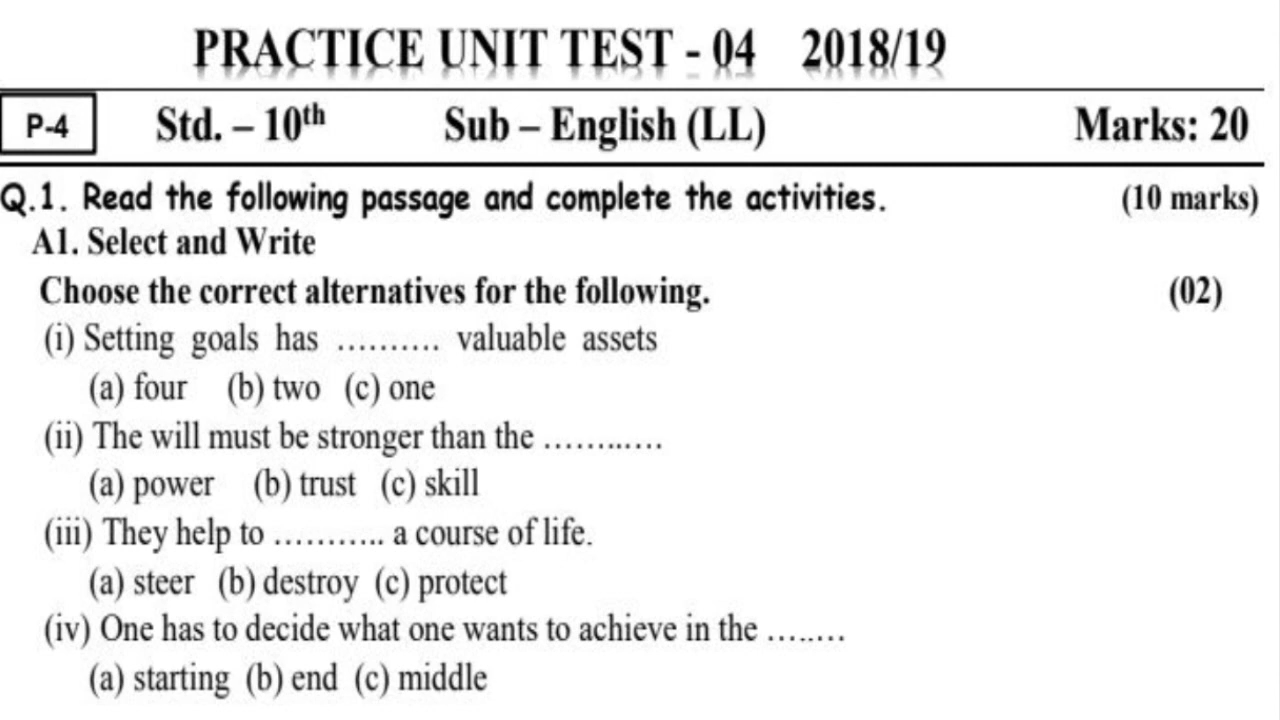 PRACTICE UNIT TEST - 04 2018/19
P-4 Std. – 10th Sub – English (LL) Marks: 20
Q.1. Read the following passage and complete the activities. (10 marks)
A1. Select and Write
Choose the correct alternatives for the following. (02)
(i) Setting goals has .......... valuable assets
(a) four (b) two (c) one
(ii) The will must be stronger than the ............
(a) power (b) trust (c) skill
(iii) They help to ........... a course of life.
(a) steer (b) destroy (c) protect
(iv) One has to decide what one wants to achieve in the ........
(a) starting (b) end (c) middle